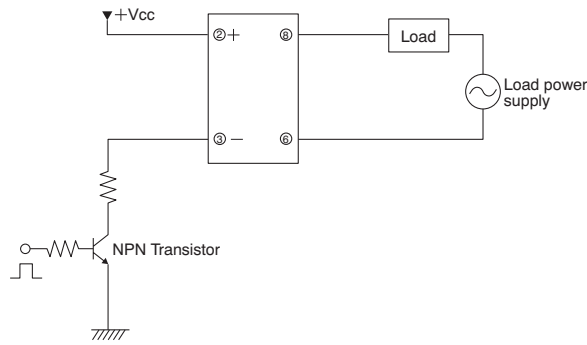 +Vcc
② +
⑧
Load
Load power
supply
③ —
⑥
NPN Transistor